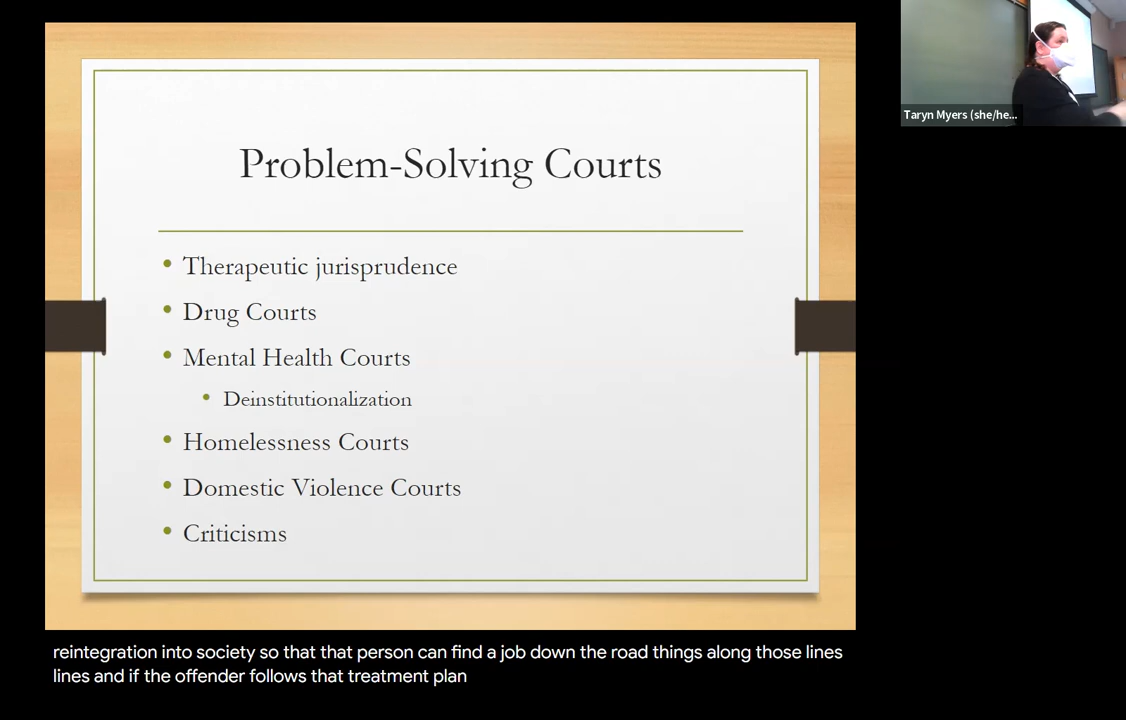 Problem-Solving Courts
• Therapeutic jurisprudence
• Drug Courts
• Mental Health Courts
• Deinstitutionalization
• Homelessness Courts
• Domestic Violence Courts
• Criticisms
Taryn Myers (she/he...
reintegration into society so that that person can find a job down the road things along those lines
lines and if the offender follows that treatment plan